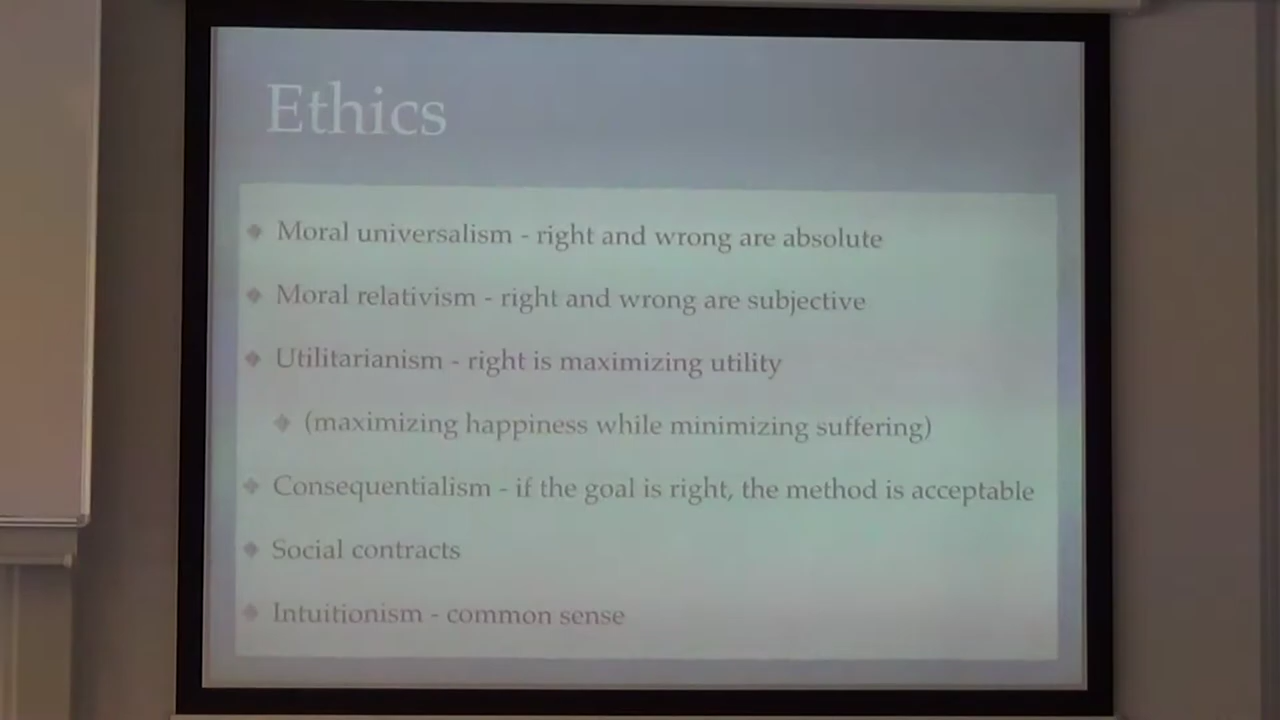 Ethics
Moral universalism - right and wrong are absolute
Moral relativism - right and wrong are subjective
Utilitarianism - right is maximizing utility
(maximizing happiness while minimizing suffering)
Consequentialism - if the goal is right, the method is acceptable
Social contracts
Intuitionism - common sense